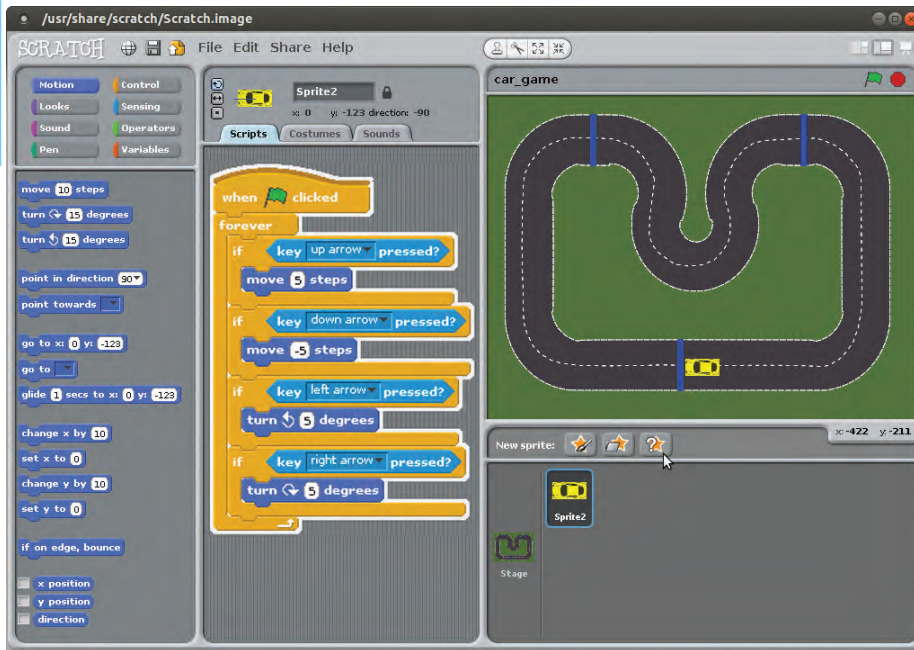 /usr/share/scratch/Scratch.image
SCRATCH File Edit Share Help
Motion Control
Looks Sensing
Sound Operators
Pen Variables
move 10 steps
turn 15 degrees
turn 15 degrees
point in direction 90
point towards
go to x: 0 y: -123
go to
glide 1 secs to x: 0 y: -123
change x by 10
set x to 0
change y by 10
set y to 0
if on edge, bounce
x position
y position
direction
Sprite2
x: 0 y: -123 direction: -90
Scripts Costumes Sounds
when clicked
forever
if key up arrow pressed?
move 5 steps
if key down arrow pressed?
move -5 steps
if key left arrow pressed?
turn 5 degrees
if key right arrow pressed?
turn 5 degrees
car_game
x: -422 y: -211
New sprite:
Sprite2
Stage